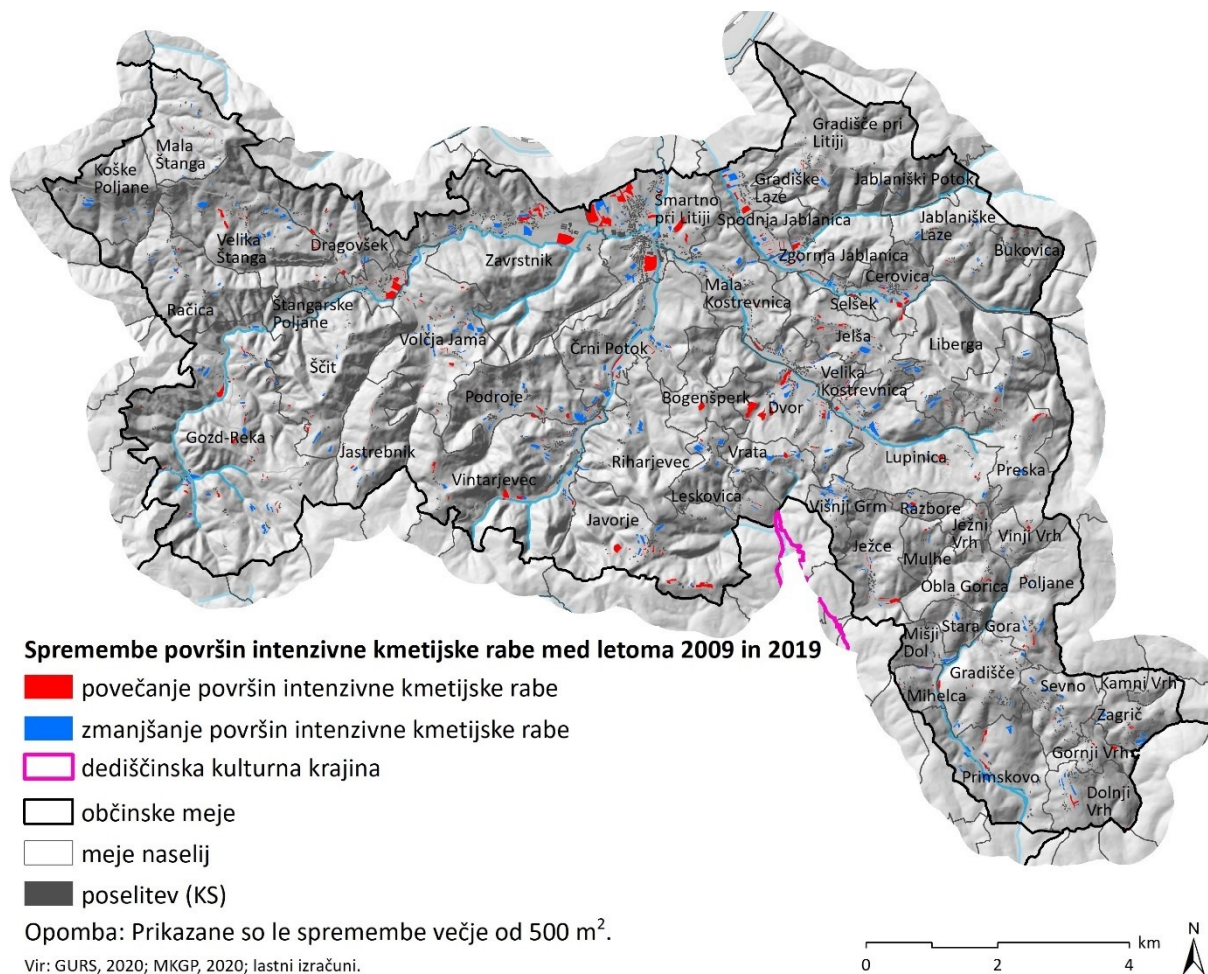 Gradišče pri
Litiji
Mala
Štanga
Koške
Poljane
Gradiške
Laze
Jablaniški Potok
Šmartno
pri Litiji
Spodnja Jablanica
Jablaniške
Laze
Velika
Štanga
Dragovšek
Bukovica
Zavrstnik
Zgornja Jablanica
Cerovica
Mala
Kostrevnica
Račica
Štangarske
Poljane
Selšek
Volčja Jama
Jelša
Liberga
Črni Potok
Ščit
Velika
Kostrevnica
Podroje
Bogenšperk
Dvor
Gozd-Reka
Jastrebnik
Riharjevec
Vrata
Lupinica
Preska
Vintarjevec
Leskovica
Višnji Grm
Razbore
Javorje
Ježni
Vrh
Vinji Vrh
Ježce
Mulhe
Obla Gorica
Poljane
Stara Gora
Mišji
Dol
Gradišče
Sevno
Kamni Vrh
Mihelca
Zagrič
Gornji Vrh
Primskovo
Dolnji
Vrh
Spremembe površin intenzivne kmetijske rabe med letoma 2009 in 2019
povečanje površin intenzivne kmetijske rabe
zmanjšanje površin intenzivne kmetijske rabe
dediščinska kulturna krajina
občinske meje
meje naselij
poselitev (KS)
Opomba: Prikazane so le spremembe večje od 500 m².
Vir: GURS, 2020; MKGP, 2020; lastni izračuni.
km
0 2 4
N